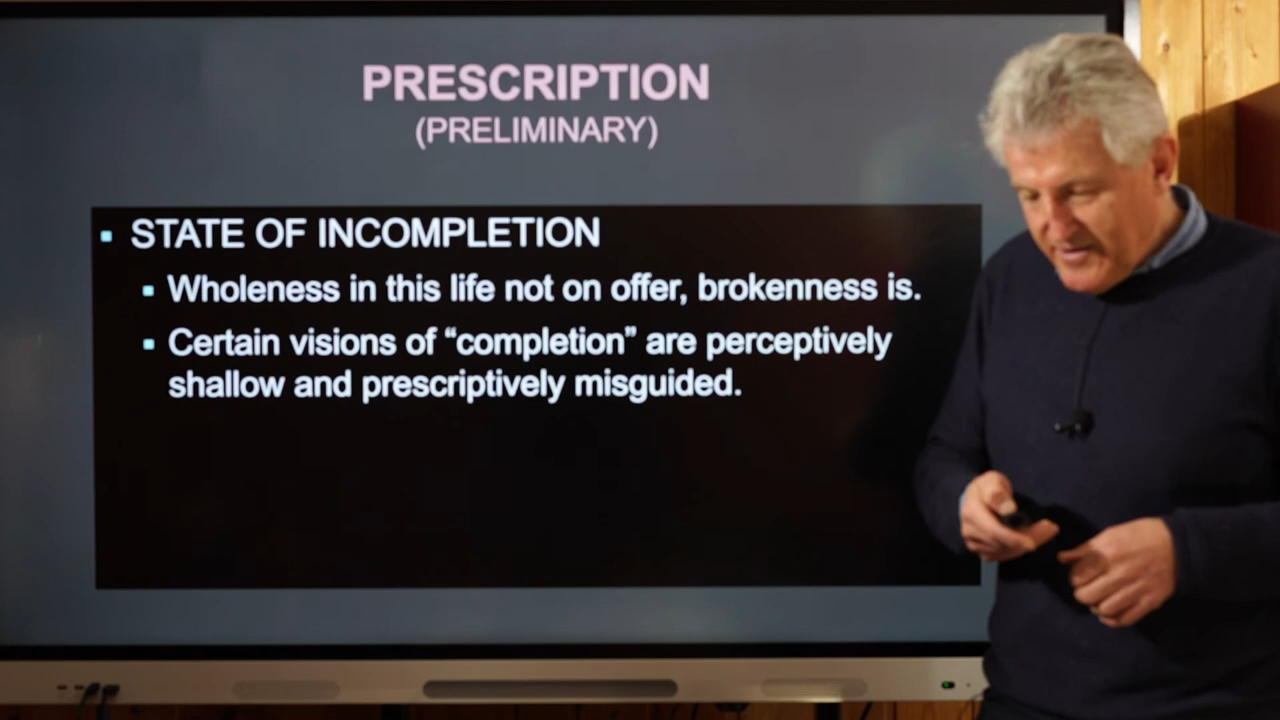 PRESCRIPTION
(PRELIMINARY)
▪ STATE OF INCOMPLETION
▪ Wholeness in this life not on offer, brokenness is.
▪ Certain visions of “completion” are perceptively
shallow and prescriptively misguided.